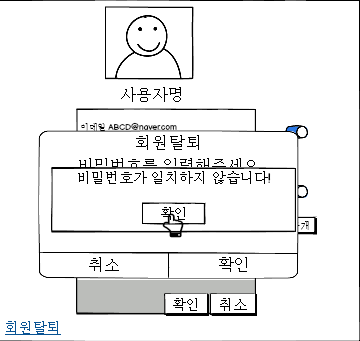 사용자명
이메일 ABCD@naver.com
회원탈퇴
비밀번호를 입력해주세요
비밀번호가 일치하지 않습니다!
확인
취소 확인
확인 취소
회원탈퇴